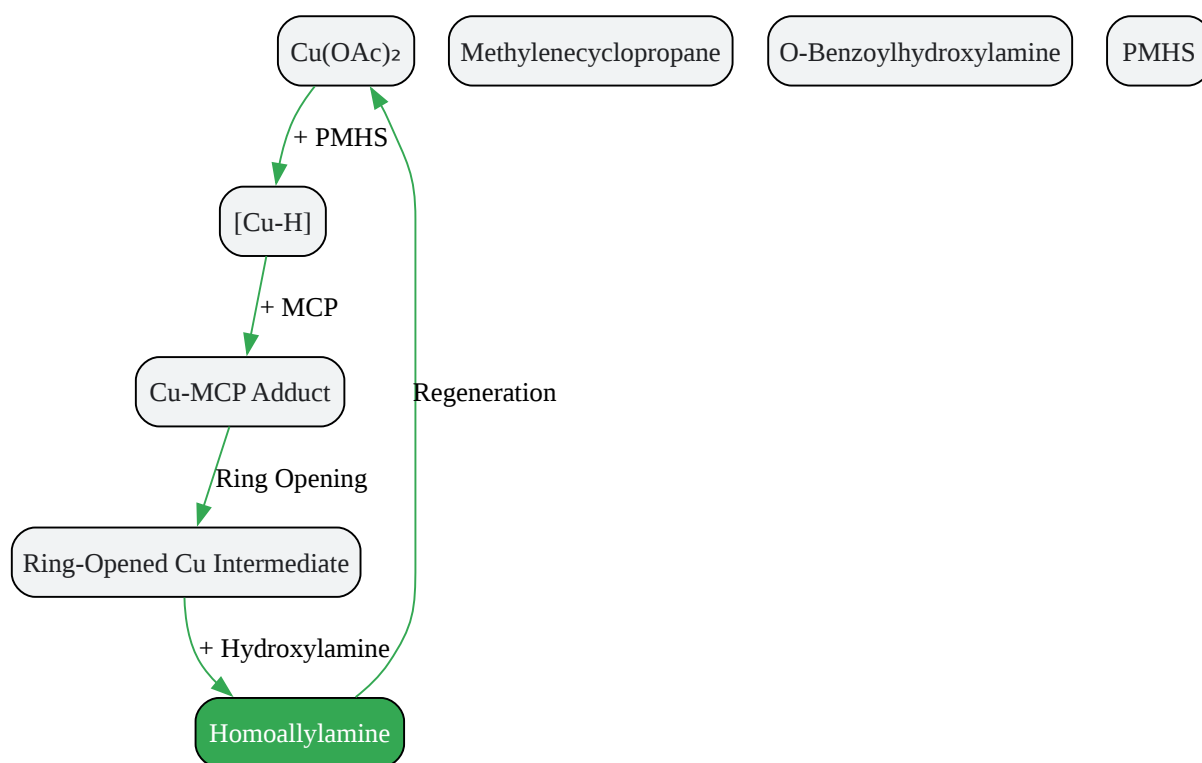 Cu(OAc)₂
Methylenecyclopropane
O-Benzoylhydroxylamine
PMHS
+ PMHS
[Cu-H]
+ MCP
Cu-MCP Adduct
Regeneration
Ring Opening
Ring-Opened Cu Intermediate
+ Hydroxylamine
Homoallylamine